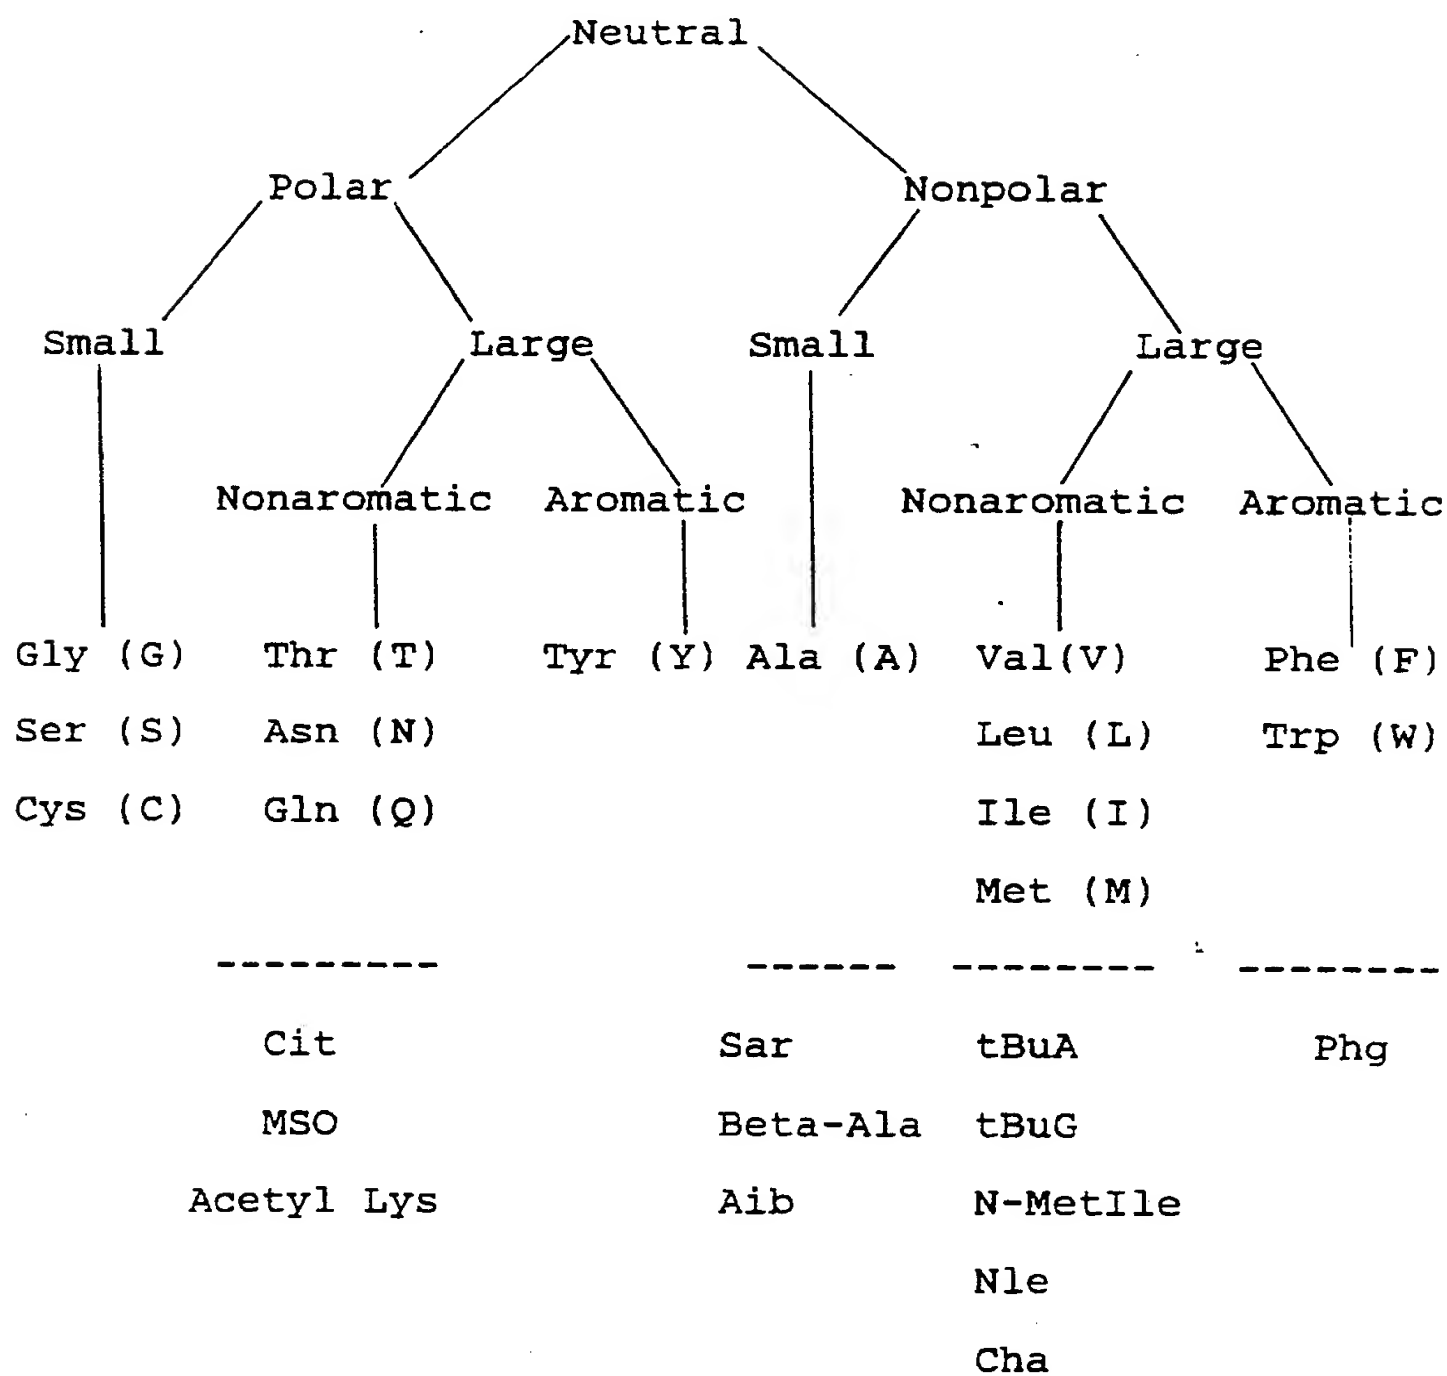 Neutral
Polar Nonpolar
Small Large Small Large
Nonaromatic Aromatic Nonaromatic Aromatic
Gly (G) Thr (T) Tyr (Y) Ala (A) Val(V) Phe (F)
Ser (S) Asn (N) Leu (L) Trp (W)
Cys (C) Gln (Q) Ile (I)
Met (M)
--------- ------ -------- --------
Cit Sar tBuA Phg
MSO Beta-Ala tBuG
Acetyl Lys Aib N-MetIle
Nle
Cha